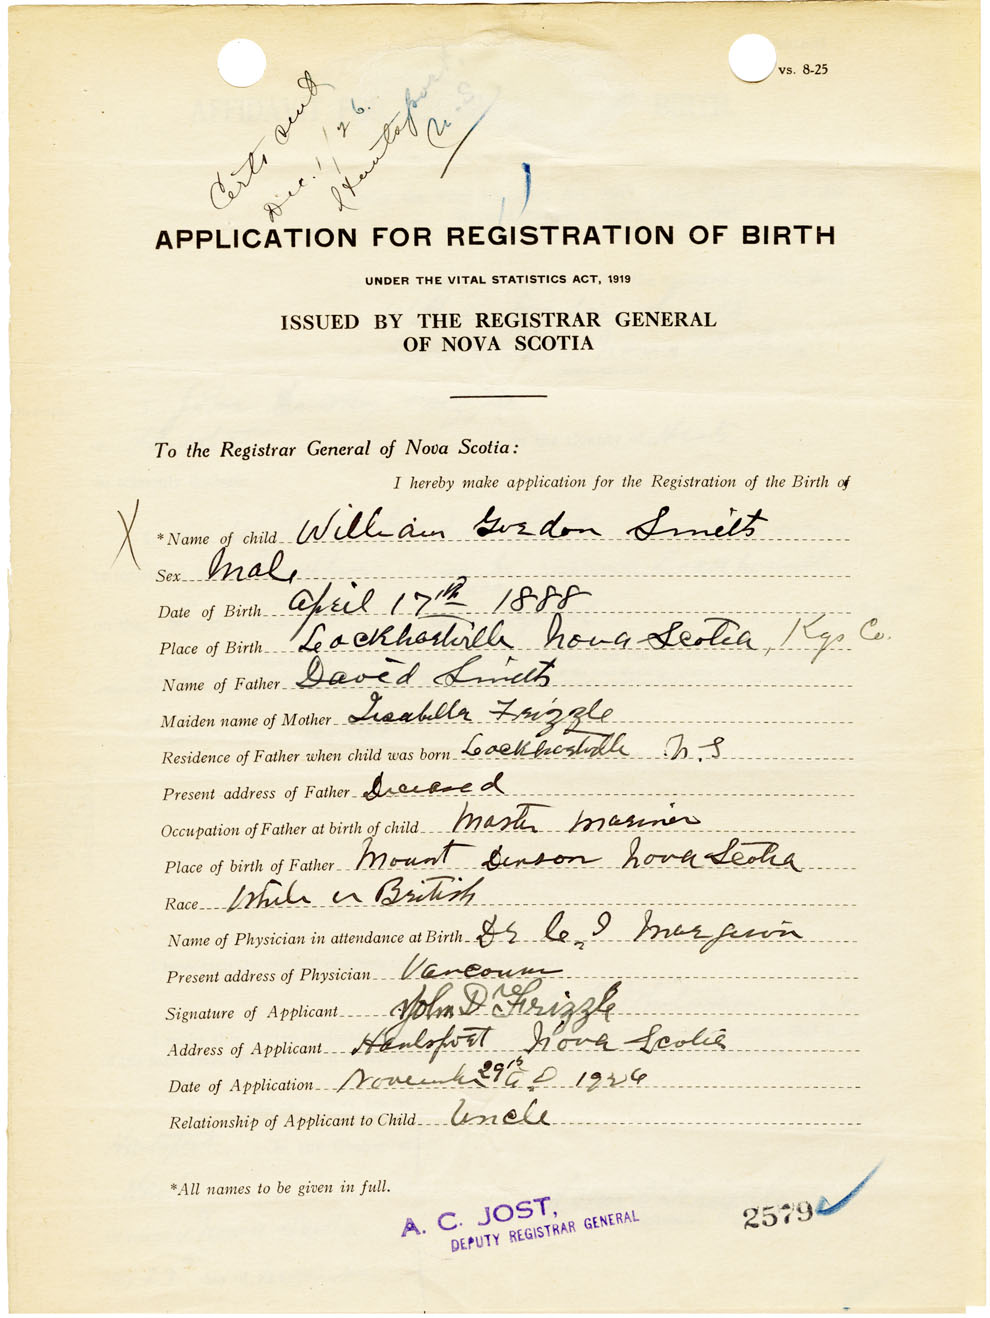 vs. 8-25
Certs sent
Dec. 1/26.
Hantsport
N.S
APPLICATION FOR REGISTRATION OF BIRTH
UNDER THE VITAL STATISTICS ACT, 1919
ISSUED BY THE REGISTRAR GENERAL
OF NOVA SCOTIA
To the Registrar General of Nova Scotia:
I hereby make application for the Registration of the Birth of
X
*Name of child William Gordon Smith
Sex Male
Date of Birth April 17th 1888
Place of Birth Lockhartville Nova Scotia, Kgs Co.
Name of Father David Smith
Maiden name of Mother Isabella Frizzle
Residence of Father when child was born Lockhartville N.S
Present address of Father Deceased
Occupation of Father at birth of child Master Mariner
Place of birth of Father Mount Denson Nova Scotia
Race White or British
Name of Physician in attendance at Birth Dr C. I Margeson
Present address of Physician Vancouver
Signature of Applicant John D Frizzle
Address of Applicant Hantsport Nova Scotia
Date of Application November 29th A.D 1926
Relationship of Applicant to Child Uncle
*All names to be given in full.
A. C. JOST,
DEPUTY REGISTRAR GENERAL
2579